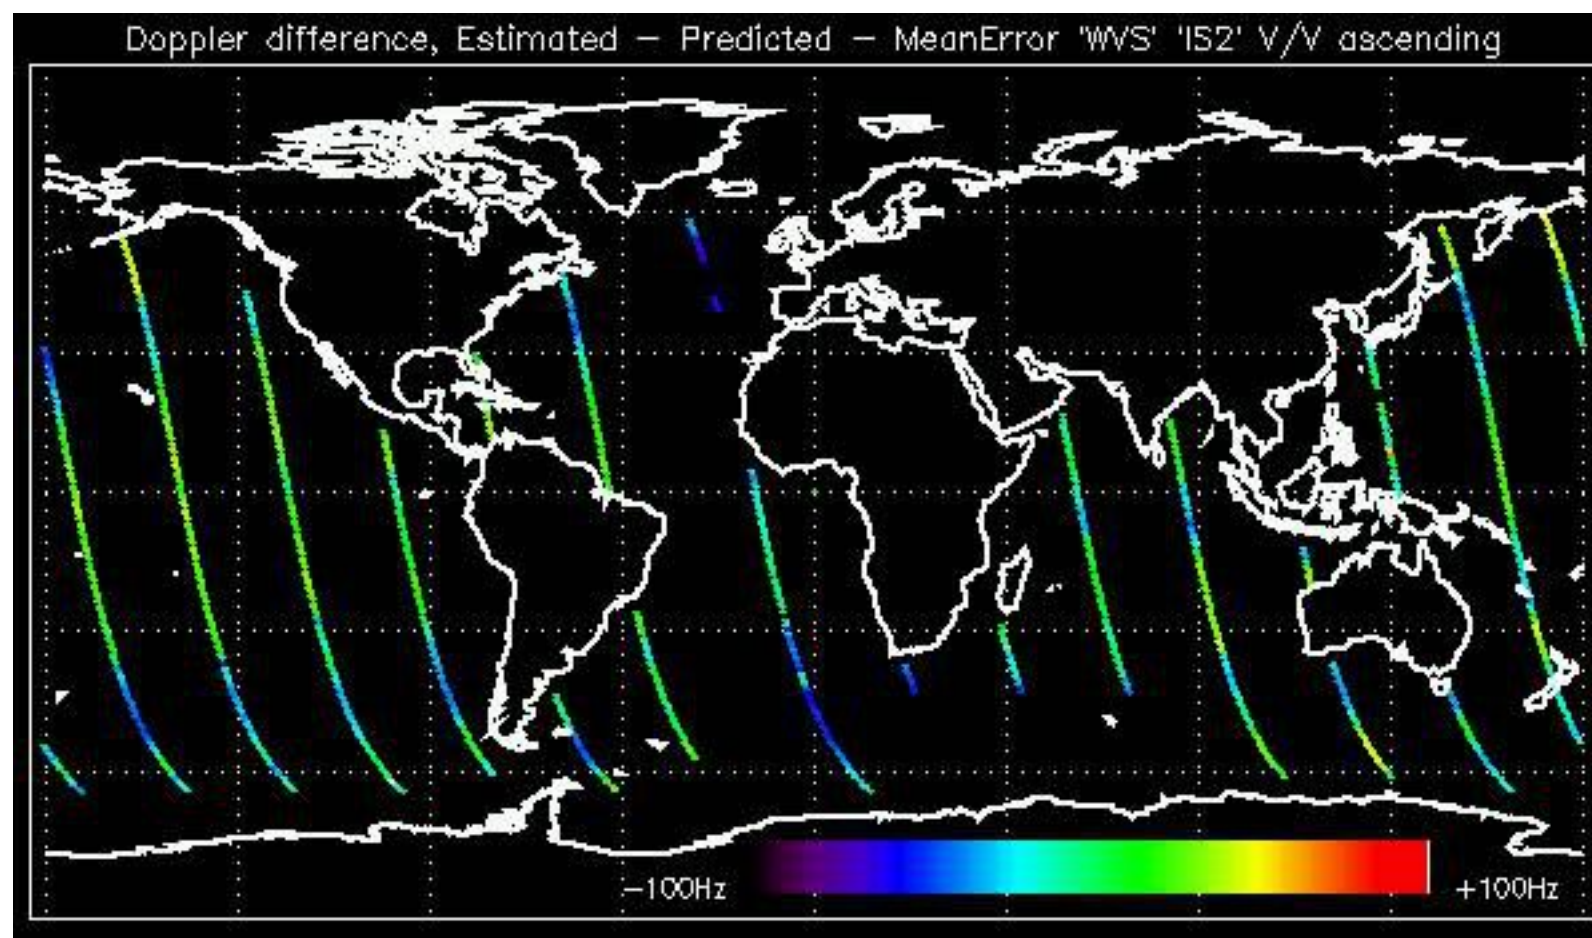 Doppler difference, Estimated - Predicted - MeanError 'WVS' 'IS2' V/V ascending
-100Hz +100Hz